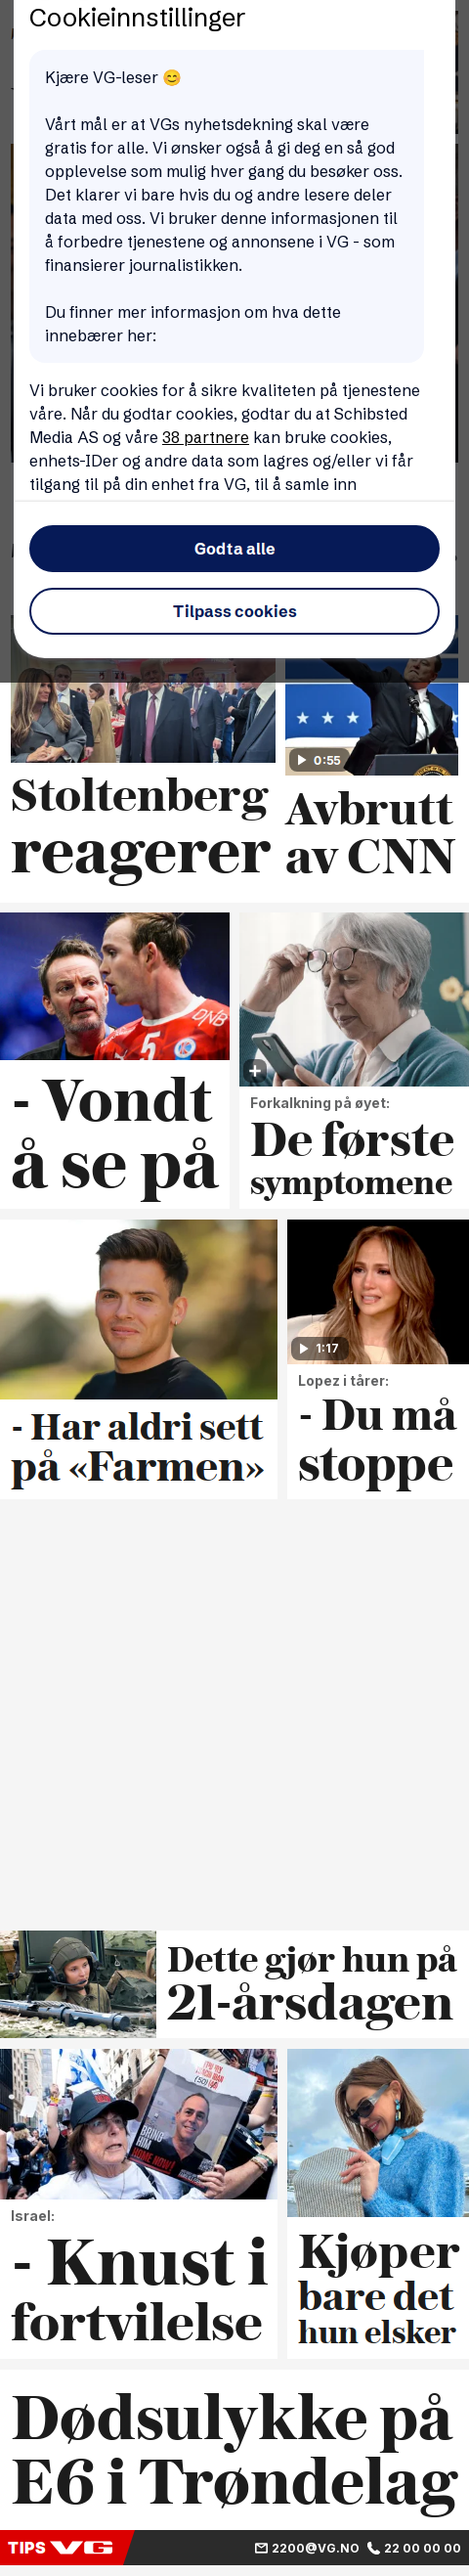 Cookieinnstillinger
Kjære VG-leser 😊
Vårt mål er at VGs nyhetsdekning skal være
gratis for alle. Vi ønsker også å gi deg en så god
opplevelse som mulig hver gang du besøker oss.
Det klarer vi bare hvis du og andre lesere deler
data med oss. Vi bruker denne informasjonen til
å forbedre tjenestene og annonsene i VG - som
finansierer journalistikken.
Du finner mer informasjon om hva dette
innebærer her:
Vi bruker cookies for å sikre kvaliteten på tjenestene
våre. Når du godtar cookies, godtar du at Schibsted
Media AS og våre 38 partnere kan bruke cookies,
enhets-IDer og andre data som lagres og/eller vi får
tilgang til på din enhet fra VG, til å samle inn
Godta alle
Tilpass cookies
0:55
Stoltenberg
reagerer
Avbrutt
av CNN
5
DNB
- Vondt
å se på
Forkalkning på øyet:
De første
symptomene
- Har aldri sett
på «Farmen»
1:17
Lopez i tårer:
- Du må
stoppe
Dette gjør hun på
21-årsdagen
BRING
HIM
HOME NOW!
Israel:
- Knust i
fortvilelse
Kjøper
bare det
hun elsker
Dødsulykke på
E6 i Trøndelag
TIPS VG 2200@VG.NO 22 00 00 00